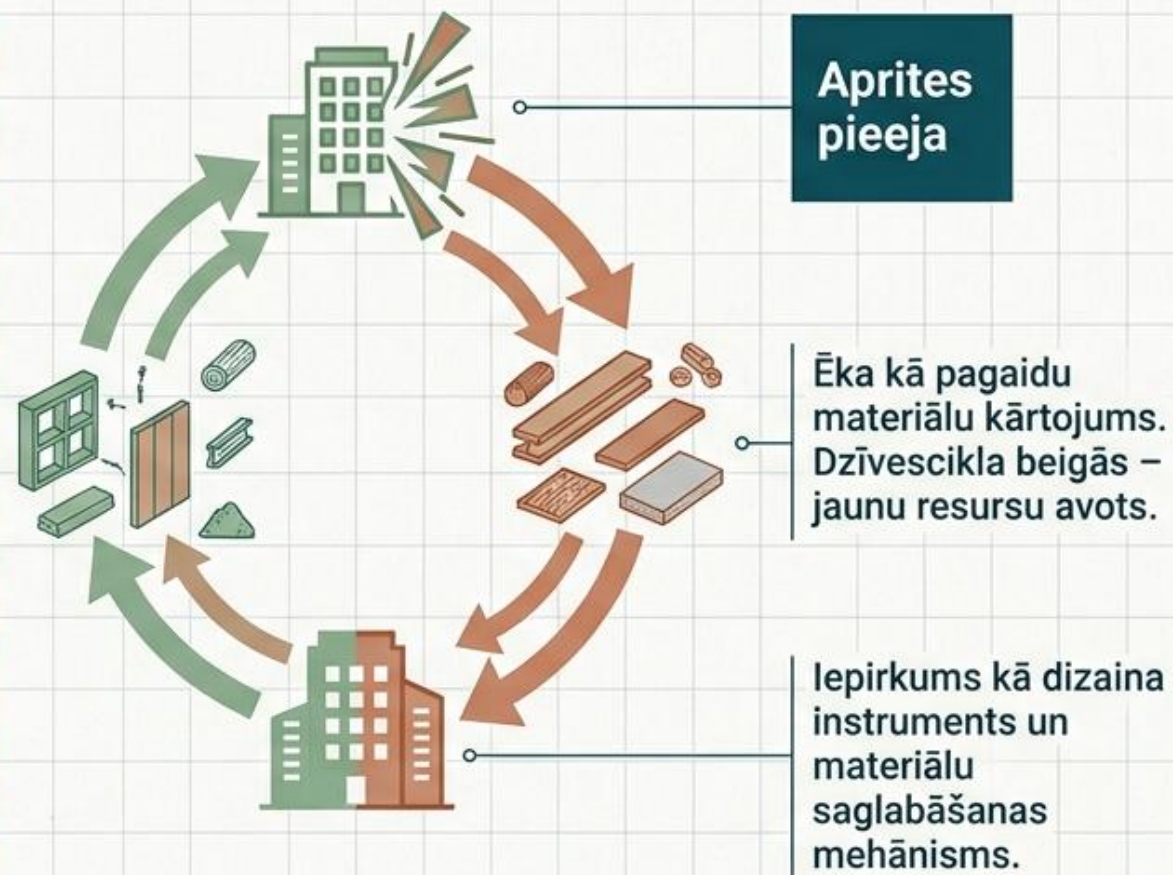 Aprites
pieeja
Ēka kā pagaidu
materiālu kārtojums.
Dzīvescikla beigās –
jaunu resursu avots.
Iepirkums kā dizaina
instruments un
materiālu
saglabāšanas
mehānisms.